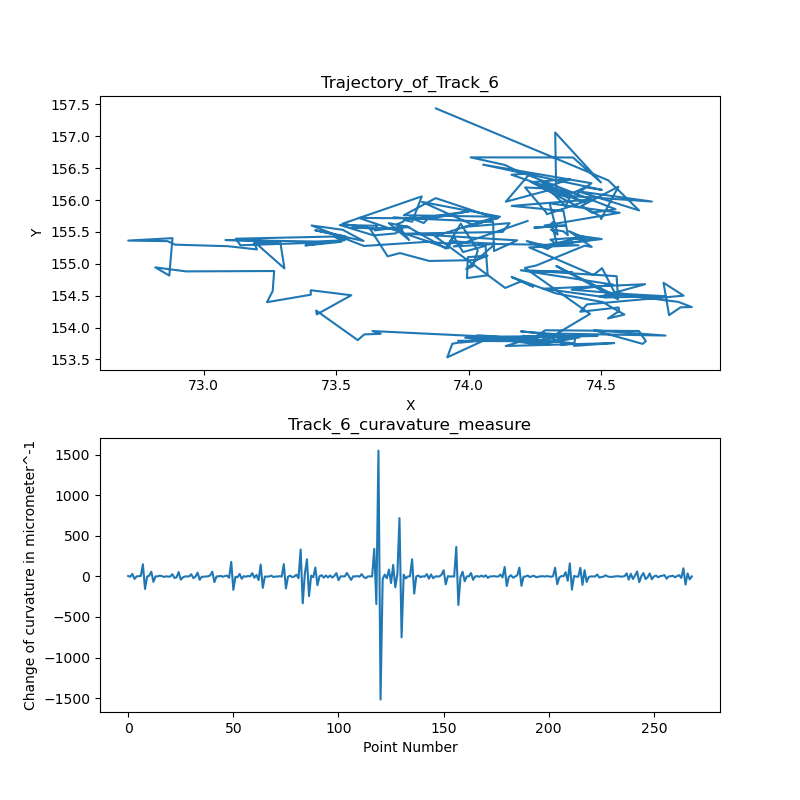 Trajectory_of_Track_6
157.5
157.0
156.5
156.0
155.5
155.0
154.5
154.0
153.5
Y
73.0 73.5 74.0 74.5
X
Track_6_curavature_measure
1500
1000
500
0
−500
−1000
−1500
Change of curvature in micrometer^-1
0 50 100 150 200 250
Point Number